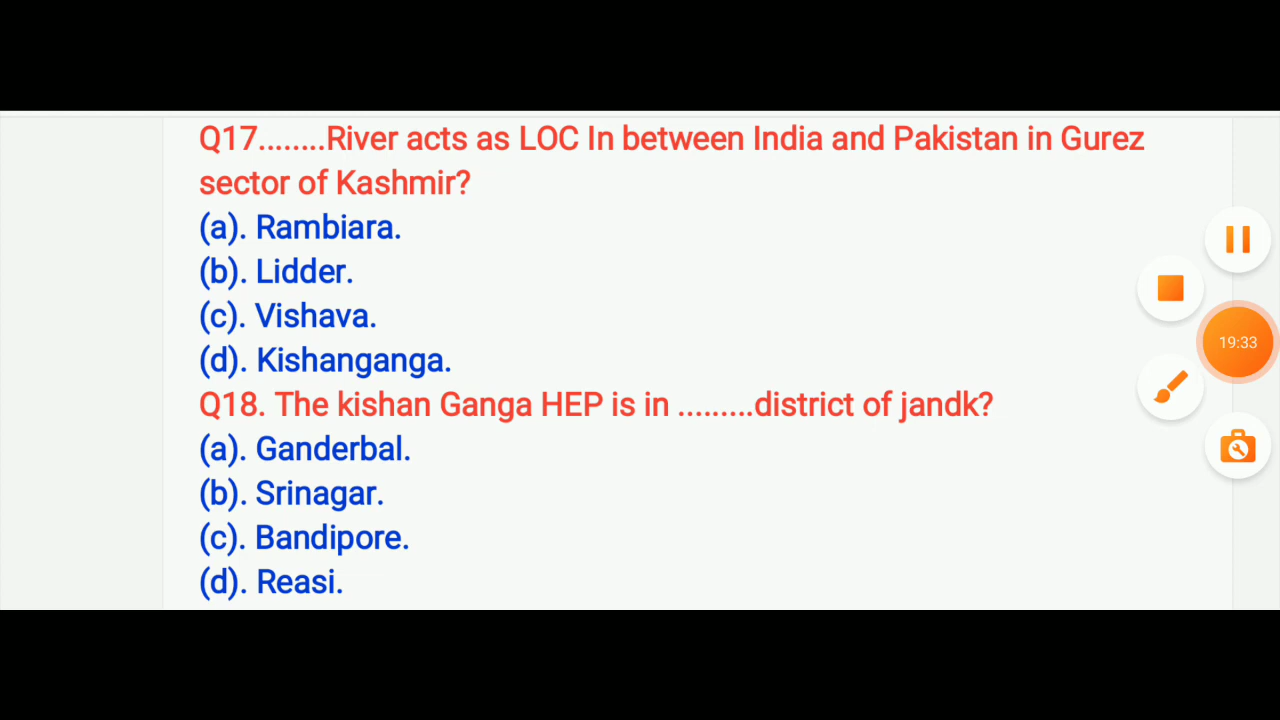 Q17........River acts as LOC In between India and Pakistan in Gurez
sector of Kashmir?
(a). Rambiara.
(b). Lidder.
(c). Vishava.
(d). Kishanganga.
Q18. The kishan Ganga HEP is in .........district of jandk?
(a). Ganderbal.
(b). Srinagar.
(c). Bandipore.
(d). Reasi.
19:33